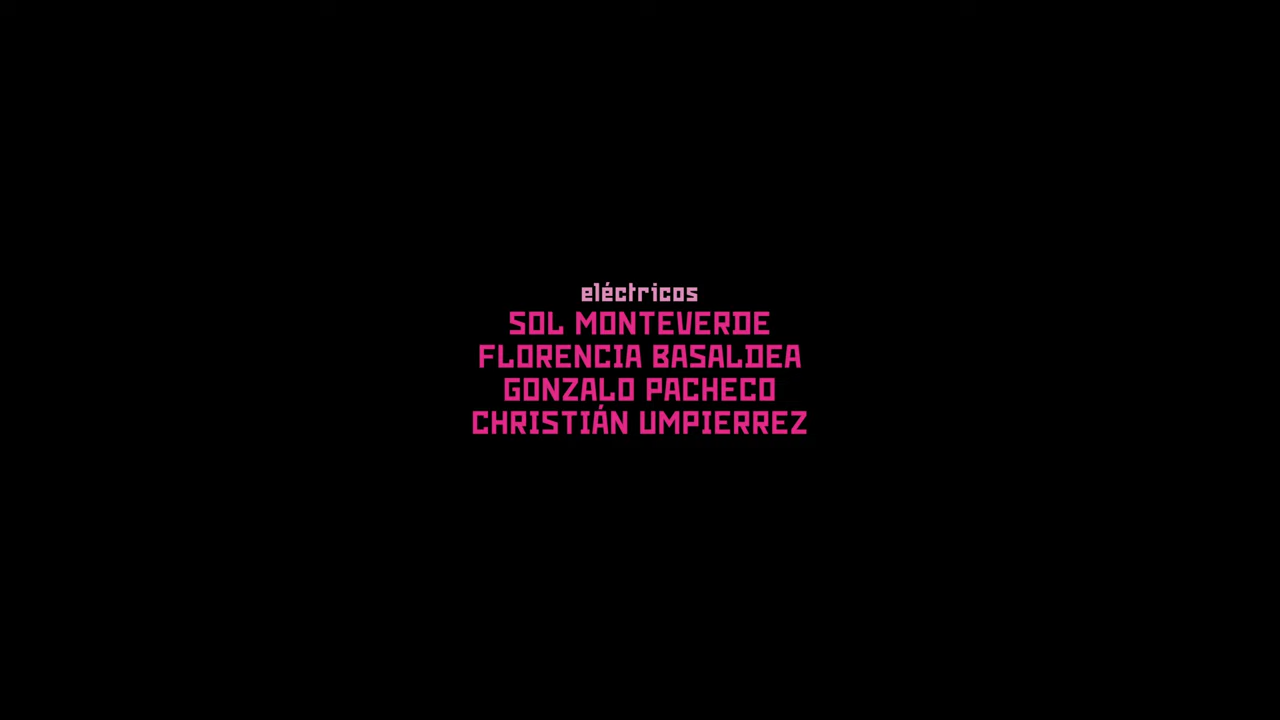 eléctricos
SOL MONTEVERDE
FLORENCIA BASALDEA
GONZALO PACHECO
CHRISTIÁN UMPIERREZ